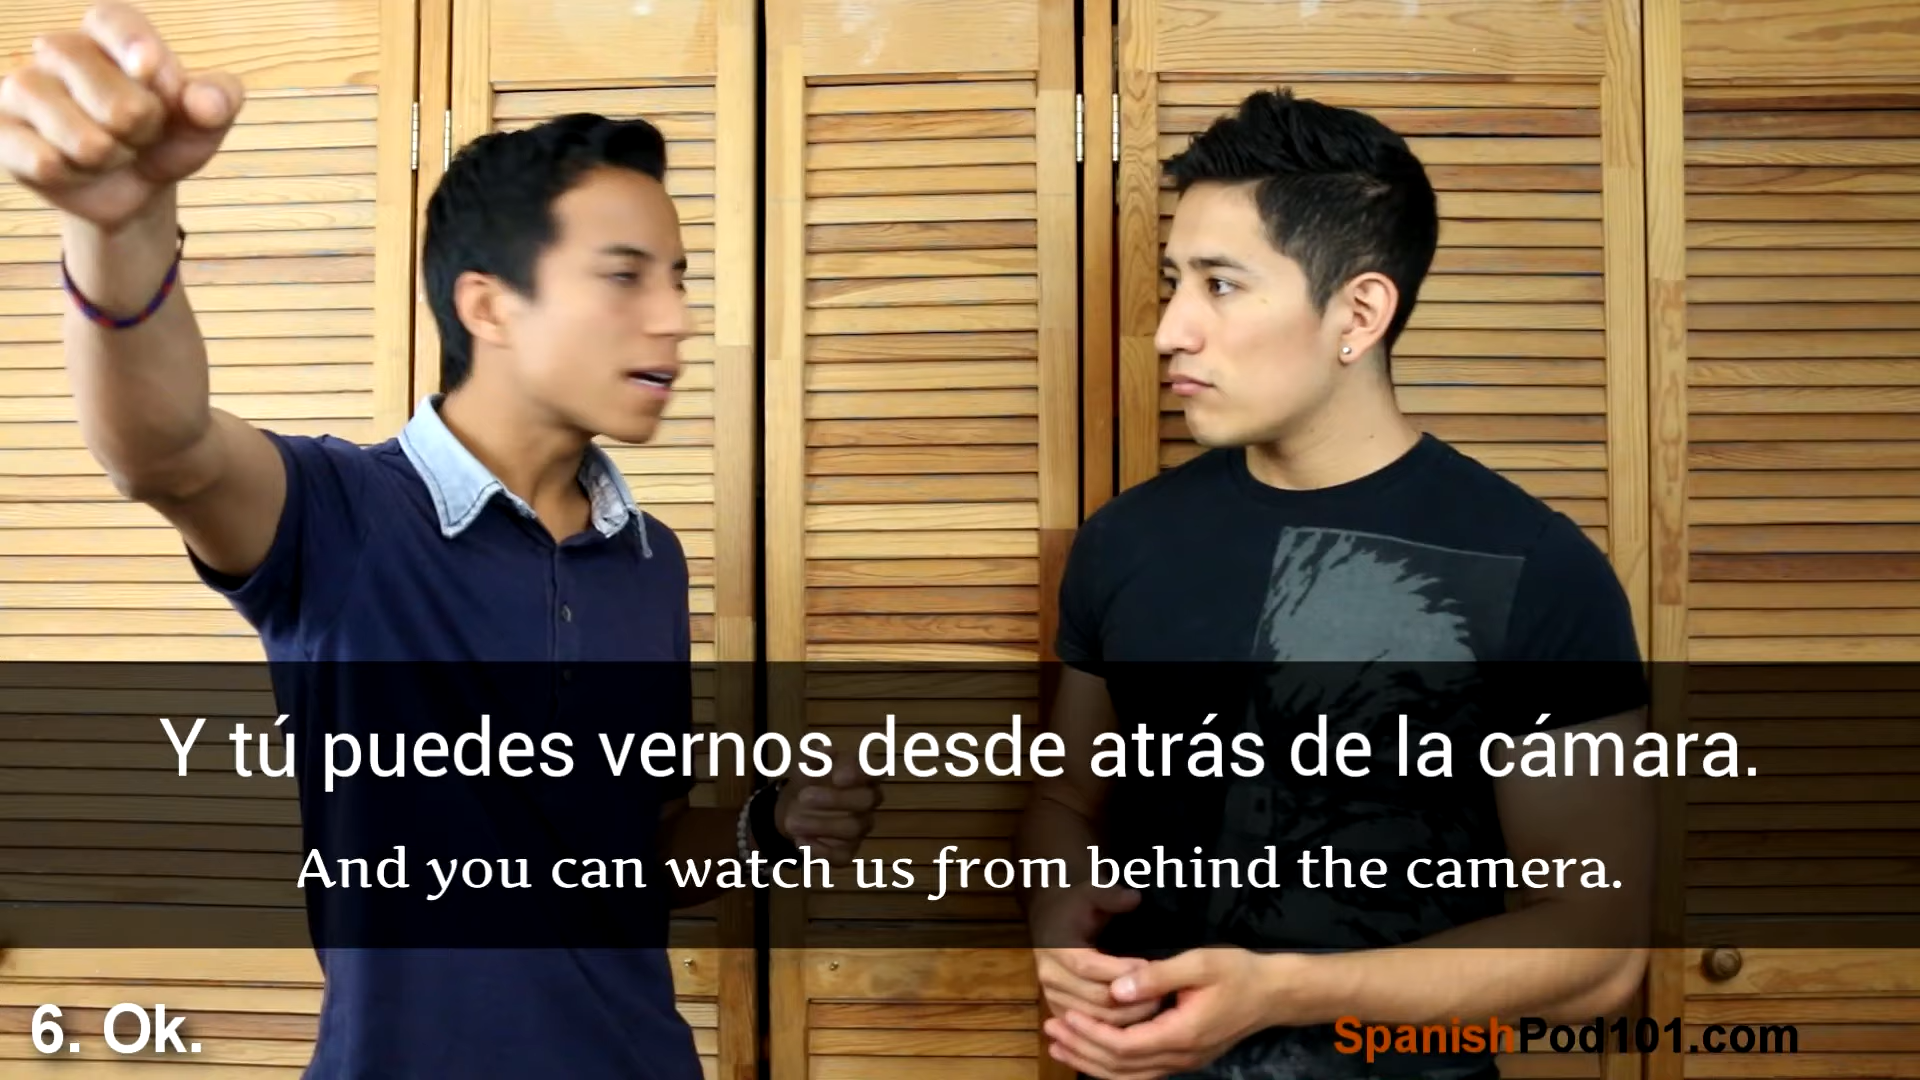 Y tú puedes vernos desde atrás de la cámara.
And you can watch us from behind the camera.
6. Ok.
SpanishPod101.com